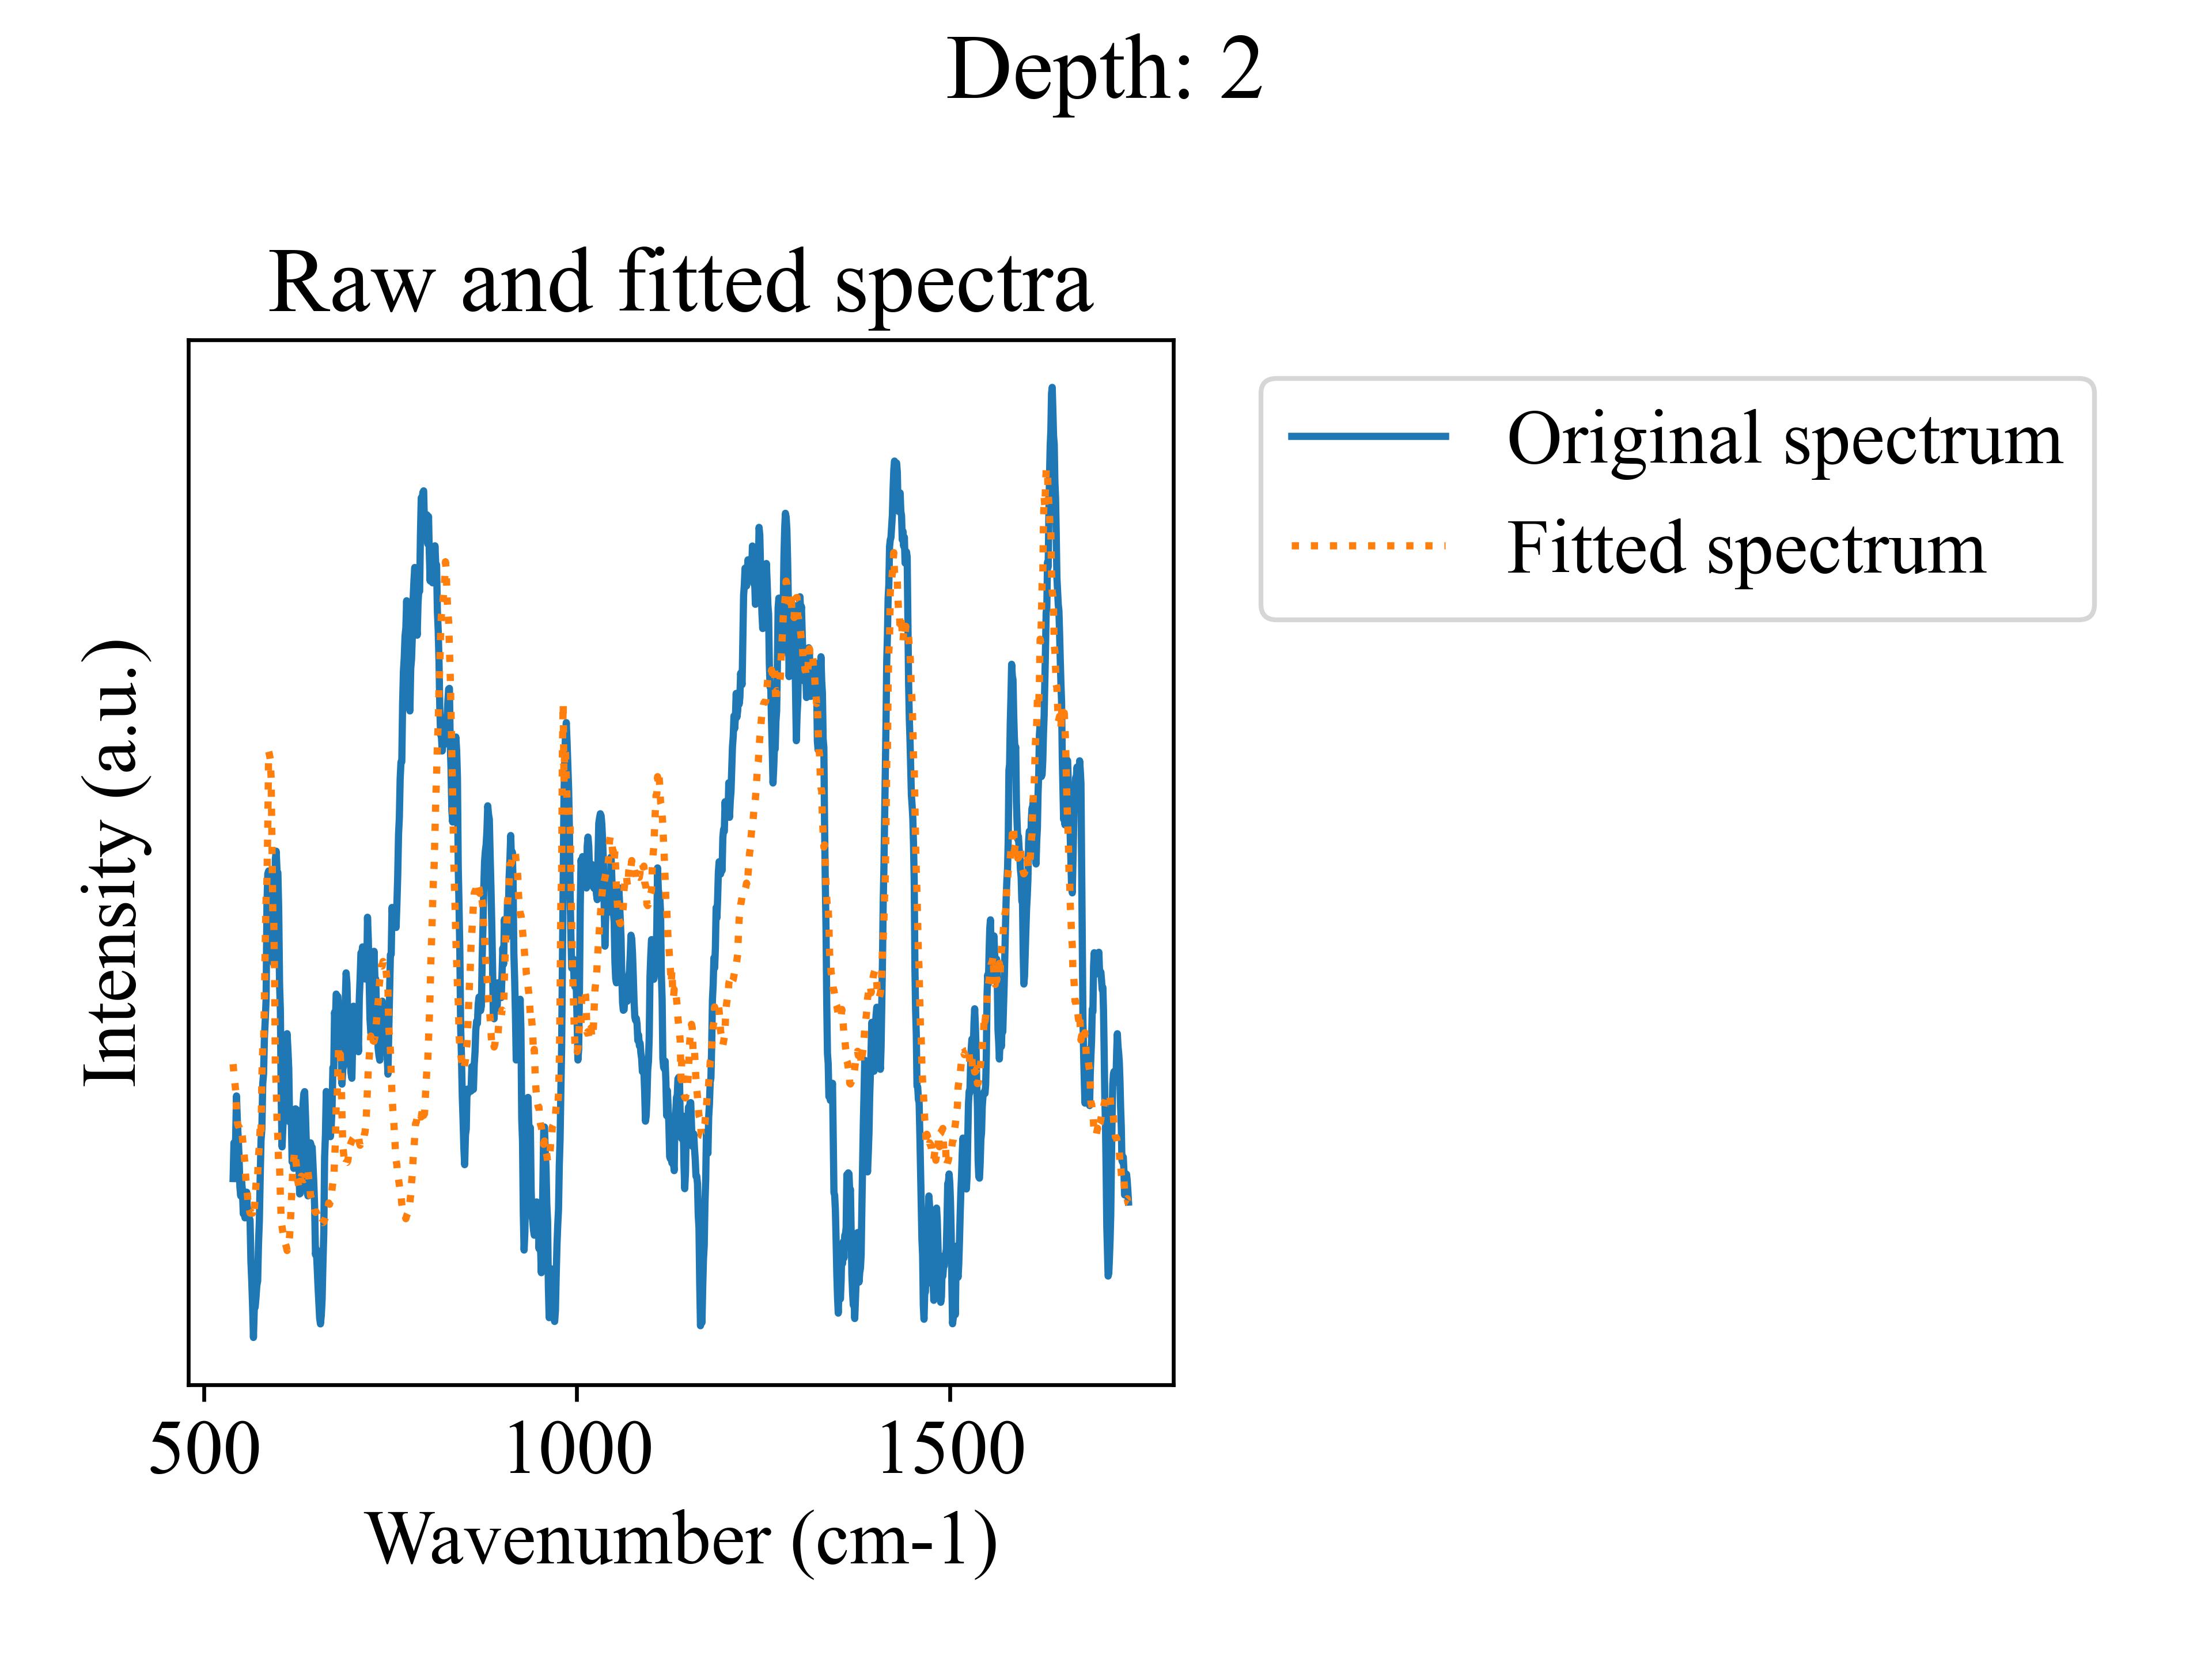 Depth: 2
Raw and fitted spectra
Original spectrum
Fitted spectrum
Intensity (a.u.)
500 1000 1500
Wavenumber (cm-1)